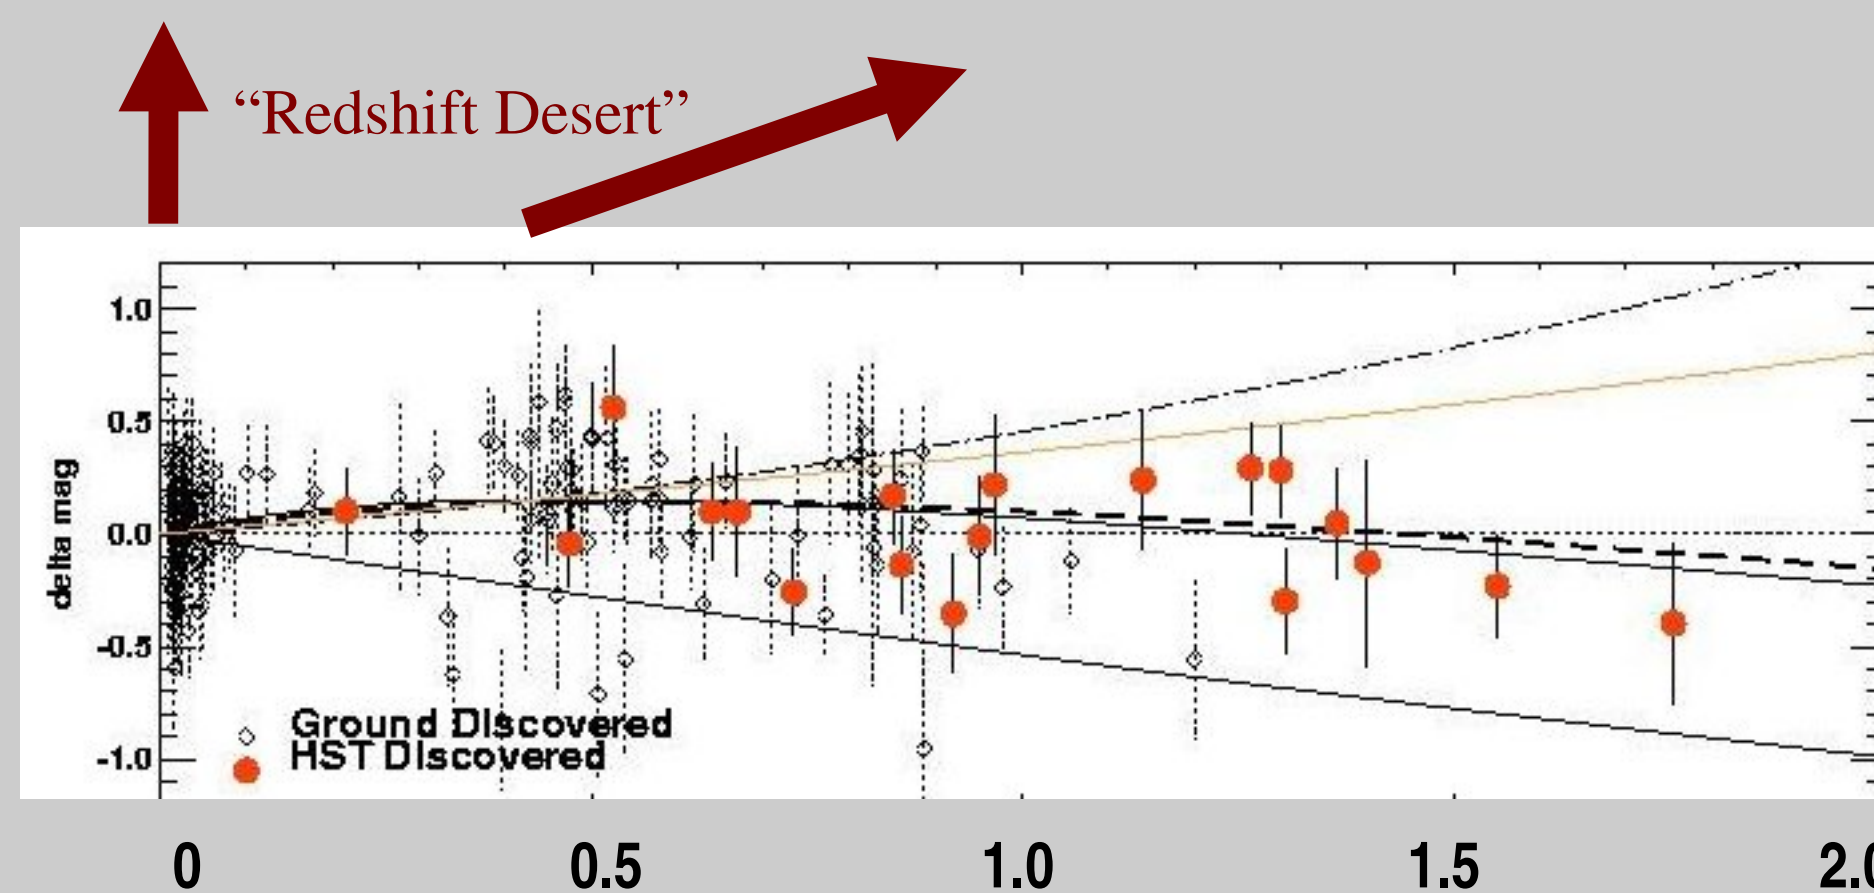 “Redshift Desert”
1.0
0.5
0.0
-0.5
-1.0
delta mag
Ground Discovered
HST Discovered
0 0.5 1.0 1.5